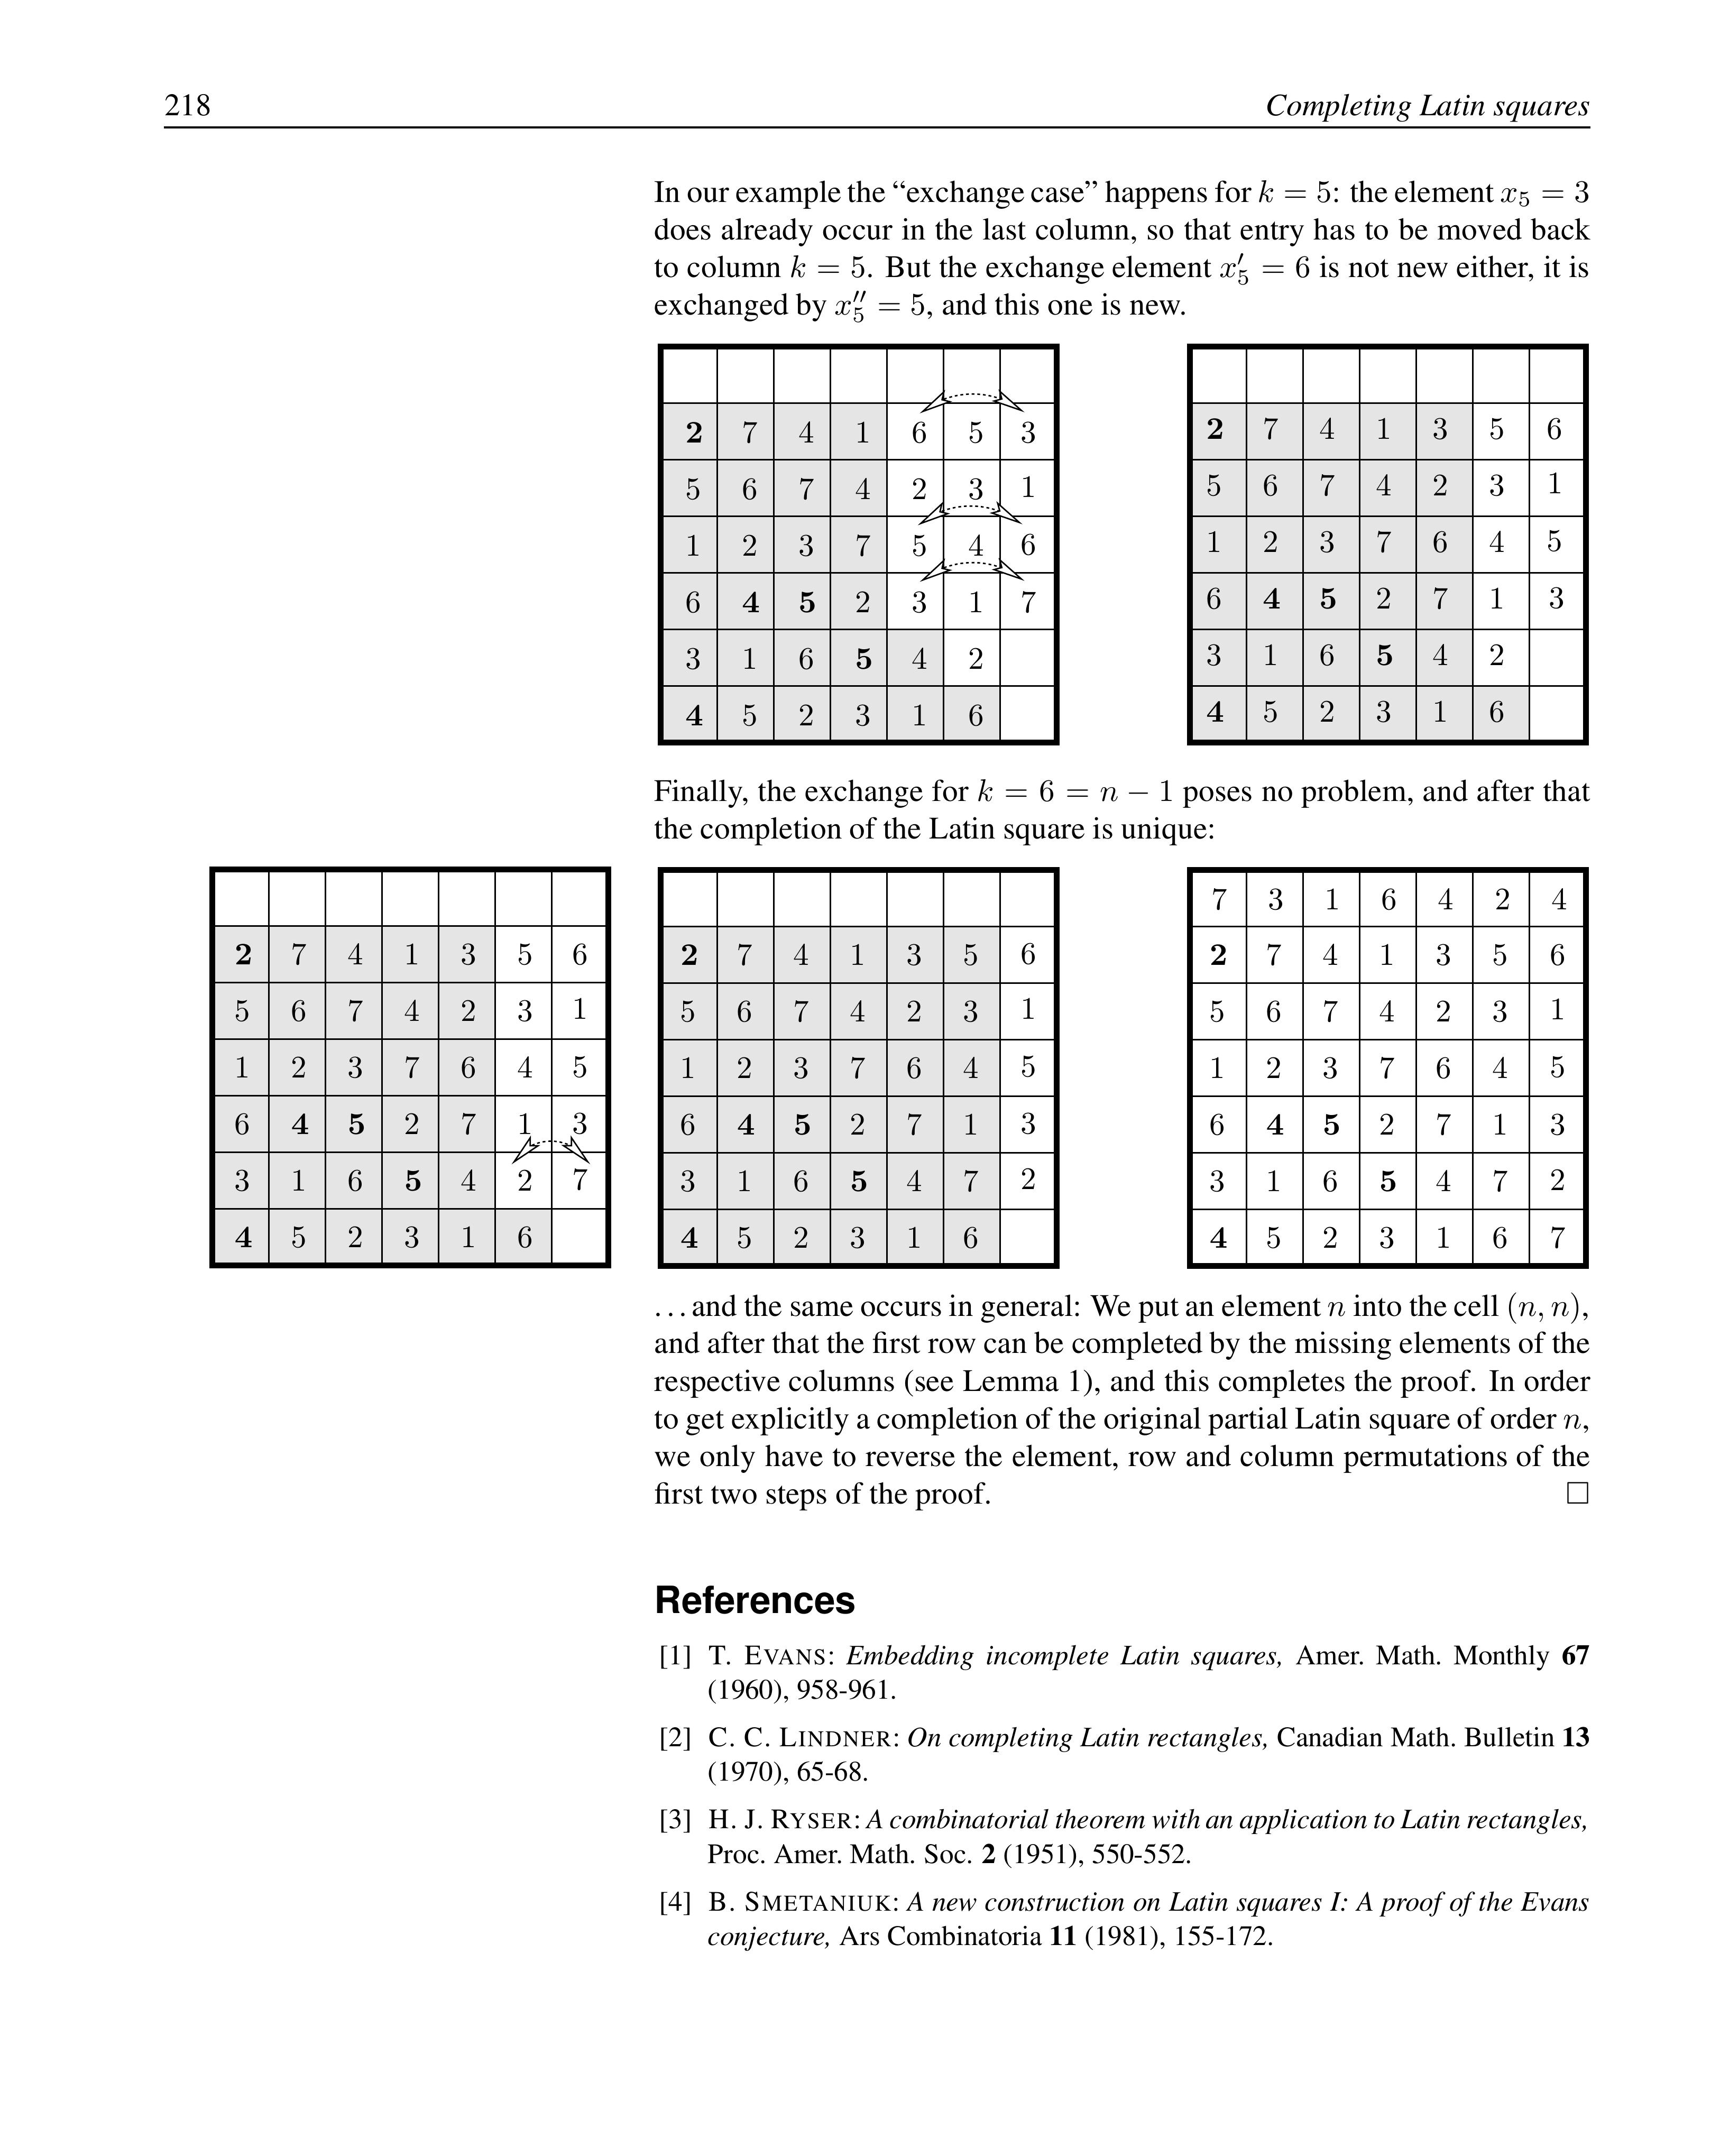 218 Completing Latin squares
In our example the “exchange case” happens for k = 5: the element x₅ = 3
does already occur in the last column, so that entry has to be moved back
to column k = 5. But the exchange element x′₅ = 6 is not new either, it is
exchanged by x″₅ = 5, and this one is new.
2 7 4 1 6 5 3
5 6 7 4 2 3 1
1 2 3 7 5 4 6
6 4 5 2 3 1 7
3 1 6 5 4 2
4 5 2 3 1 6
2 7 4 1 3 5 6
5 6 7 4 2 3 1
1 2 3 7 6 4 5
6 4 5 2 7 1 3
3 1 6 5 4 2
4 5 2 3 1 6
Finally, the exchange for k = 6 = n − 1 poses no problem, and after that
the completion of the Latin square is unique:
2 7 4 1 3 5 6
5 6 7 4 2 3 1
1 2 3 7 6 4 5
6 4 5 2 7 1 3
3 1 6 5 4 2 7
4 5 2 3 1 6
2 7 4 1 3 5 6
5 6 7 4 2 3 1
1 2 3 7 6 4 5
6 4 5 2 7 1 3
3 1 6 5 4 7 2
4 5 2 3 1 6
7 3 1 6 4 2 4
2 7 4 1 3 5 6
5 6 7 4 2 3 1
1 2 3 7 6 4 5
6 4 5 2 7 1 3
3 1 6 5 4 7 2
4 5 2 3 1 6 7
. . . and the same occurs in general: We put an element n into the cell (n, n),
and after that the first row can be completed by the missing elements of the
respective columns (see Lemma 1), and this completes the proof. In order
to get explicitly a completion of the original partial Latin square of order n,
we only have to reverse the element, row and column permutations of the
first two steps of the proof. □
References
[1] T. EVANS: Embedding incomplete Latin squares, Amer. Math. Monthly 67
(1960), 958-961.
[2] C. C. LINDNER: On completing Latin rectangles, Canadian Math. Bulletin 13
(1970), 65-68.
[3] H. J. RYSER: A combinatorial theorem with an application to Latin rectangles,
Proc. Amer. Math. Soc. 2 (1951), 550-552.
[4] B. SMETANIUK: A new construction on Latin squares I: A proof of the Evans
conjecture, Ars Combinatoria 11 (1981), 155-172.